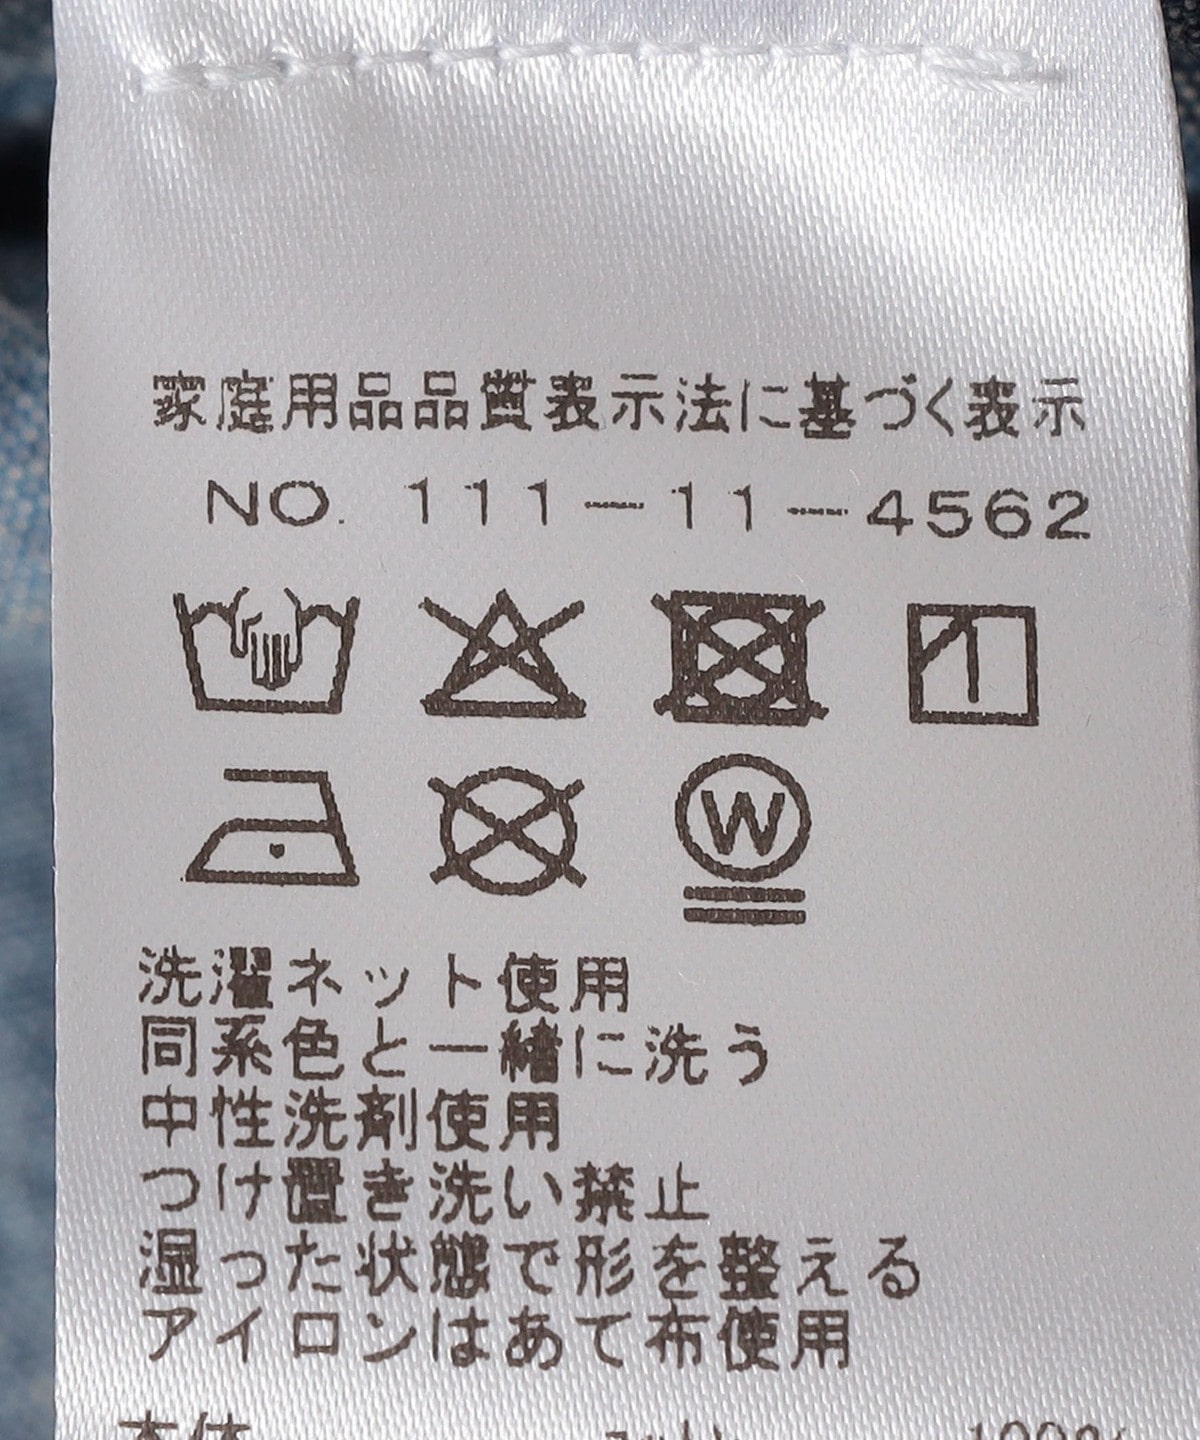 家庭用品品質表示法に基づく表示
NO. 111-11-4562
W
洗濯ネット使用
同系色と一緒に洗う
中性洗剤使用
つけ置き洗い禁止
湿った状態で形を整える
アイロンはあて布使用
本体 100%